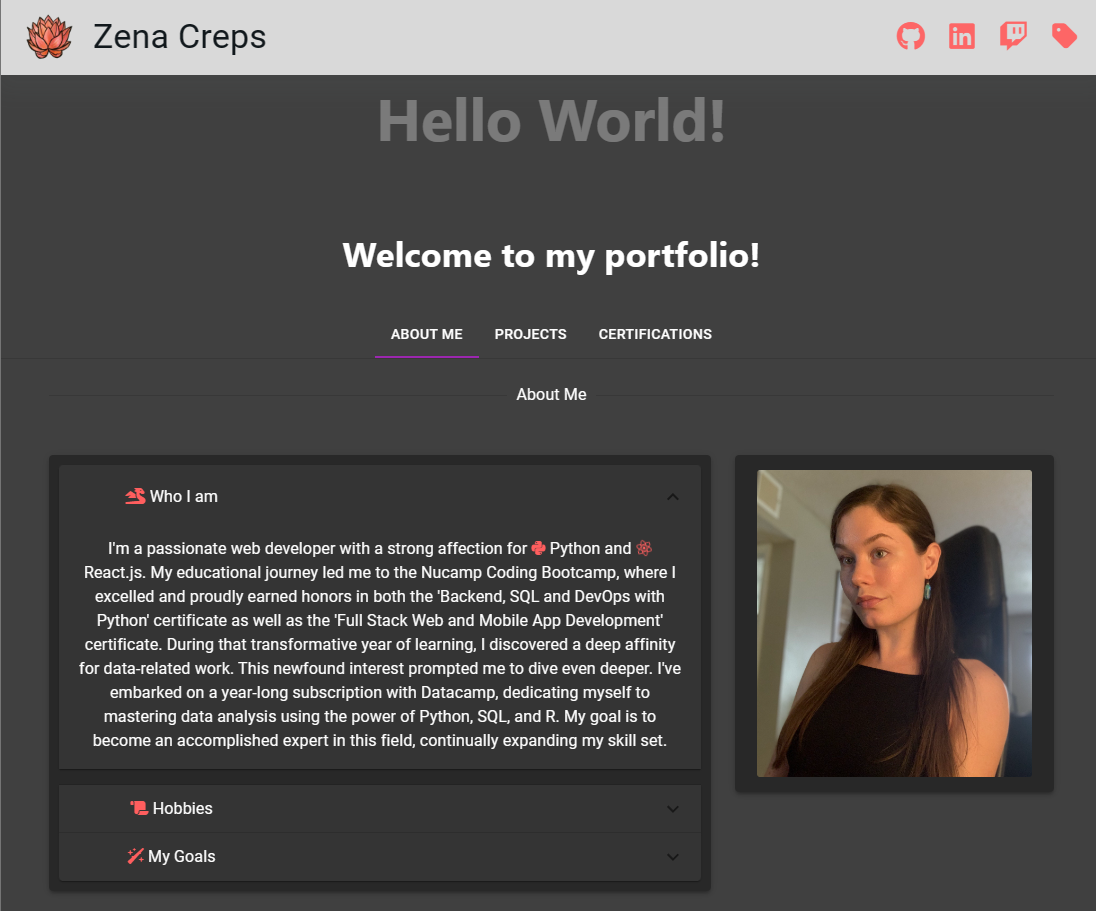 Zena Creps
Hello World!
Welcome to my portfolio!
ABOUT ME PROJECTS CERTIFICATIONS
About Me
Who I am
I'm a passionate web developer with a strong affection for Python and
React.js. My educational journey led me to the Nucamp Coding Bootcamp, where I
excelled and proudly earned honors in both the 'Backend, SQL and DevOps with
Python' certificate as well as the 'Full Stack Web and Mobile App Development'
certificate. During that transformative year of learning, I discovered a deep affinity
for data-related work. This newfound interest prompted me to dive even deeper. I've
embarked on a year-long subscription with Datacamp, dedicating myself to
mastering data analysis using the power of Python, SQL, and R. My goal is to
become an accomplished expert in this field, continually expanding my skill set.
Hobbies
My Goals